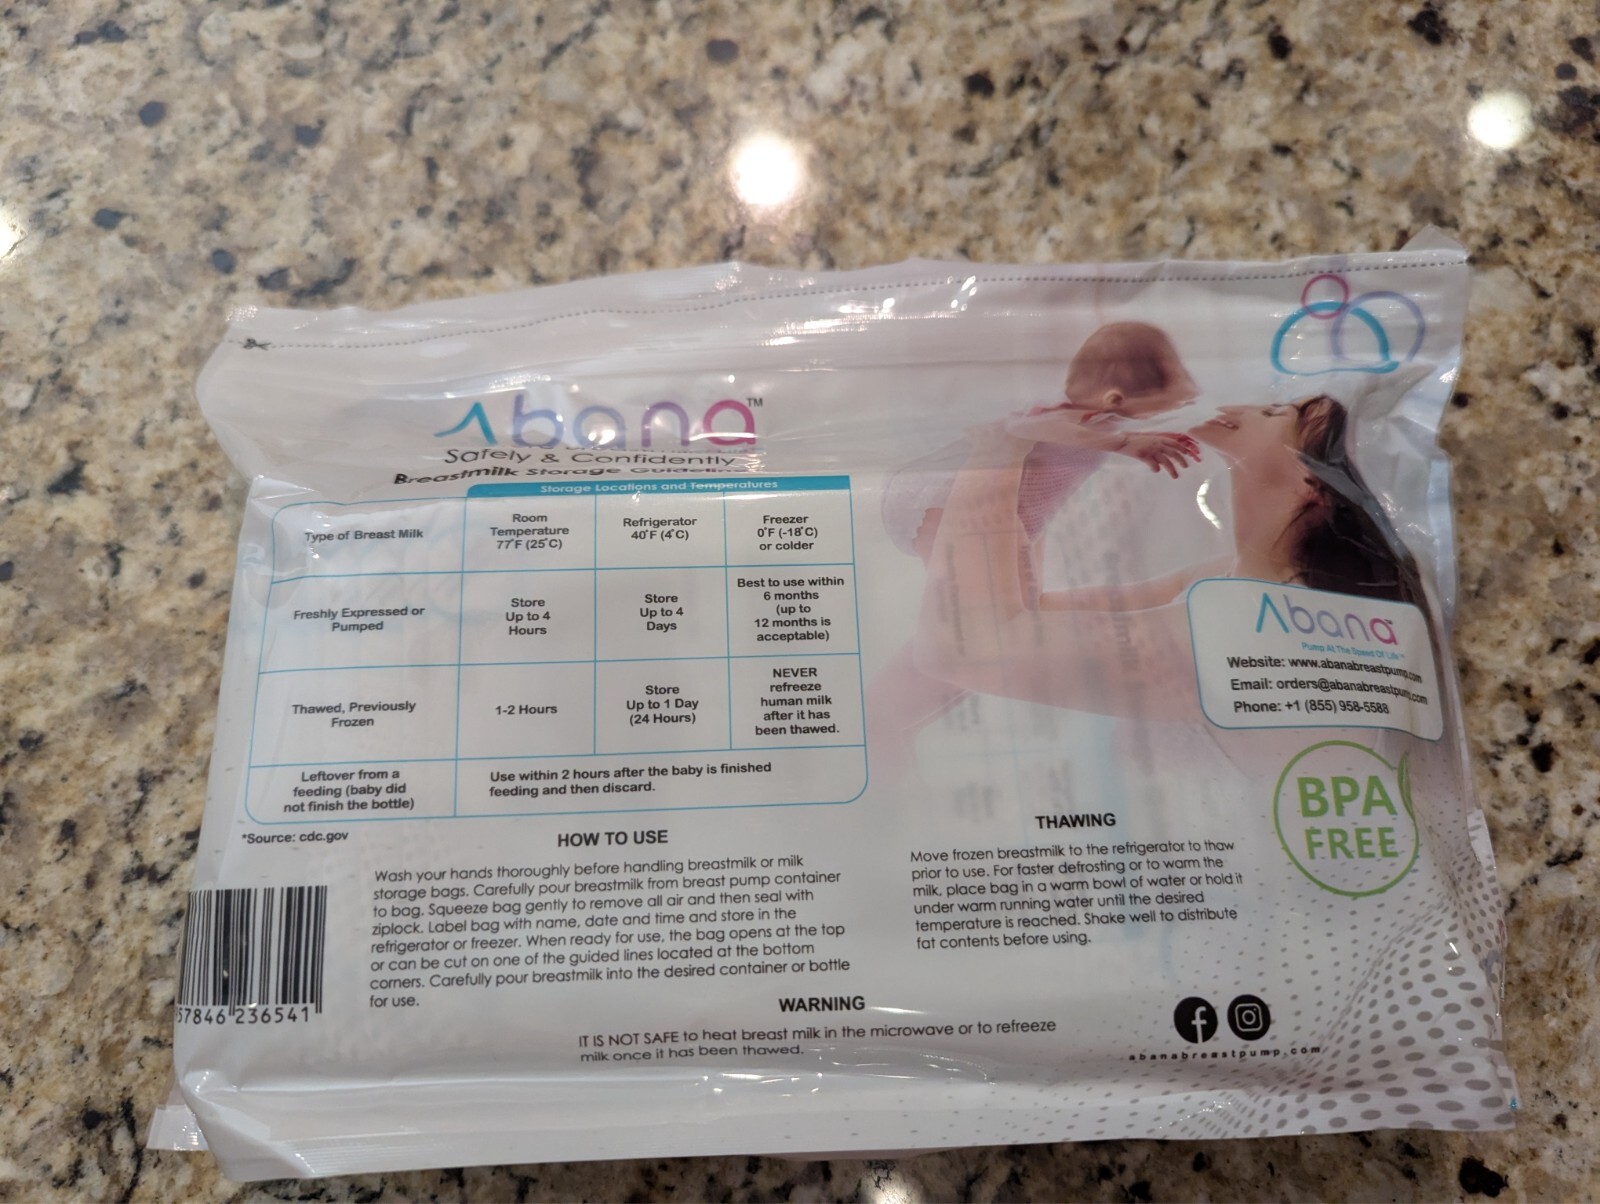 Abana™
Safely & Confidently
Breastmilk Storage
Storage Locations and Temperatures
Type of Breast Milk
Room
Temperature
77°F (25°C)
Refrigerator
40°F (4°C)
Freezer
0°F (-18°C)
or colder
Freshly Expressed or
Pumped
Store
Up to 4
Hours
Store
Up to 4
Days
Best to use within
6 months
(up to
12 months is
acceptable)
Thawed, Previously
Frozen
1-2 Hours
Store
Up to 1 Day
(24 Hours)
NEVER
refreeze
human milk
after it has
been thawed.
Leftover from a
feeding (baby did
not finish the bottle)
Use within 2 hours after the baby is finished
feeding and then discard.
*Source: cdc.gov
HOW TO USE
Wash your hands thoroughly before handling breastmilk or milk
storage bags. Carefully pour breastmilk from breast pump container
to bag. Squeeze bag gently to remove all air and then seal with
ziplock. Label bag with name, date and time and store in the
refrigerator or freezer. When ready for use, the bag opens at the top
or can be cut on one of the guided lines located at the bottom
corners. Carefully pour breastmilk into the desired container or bottle
for use.
THAWING
Move frozen breastmilk to the refrigerator to thaw
prior to use. For faster defrosting or to warm the
milk, place bag in a warm bowl of water or hold it
under warm running water until the desired
temperature is reached. Shake well to distribute
fat contents before using.
WARNING
IT IS NOT SAFE to heat breast milk in the microwave or to refreeze
milk once it has been thawed.
Abana™
Pump At The Speed Of Life™
Website: www.abanabreastpump.com
Email: orders@abanabreastpump.com
Phone: +1 (855) 958-5588
BPA
FREE
abanabreastpump.com
57846 236541